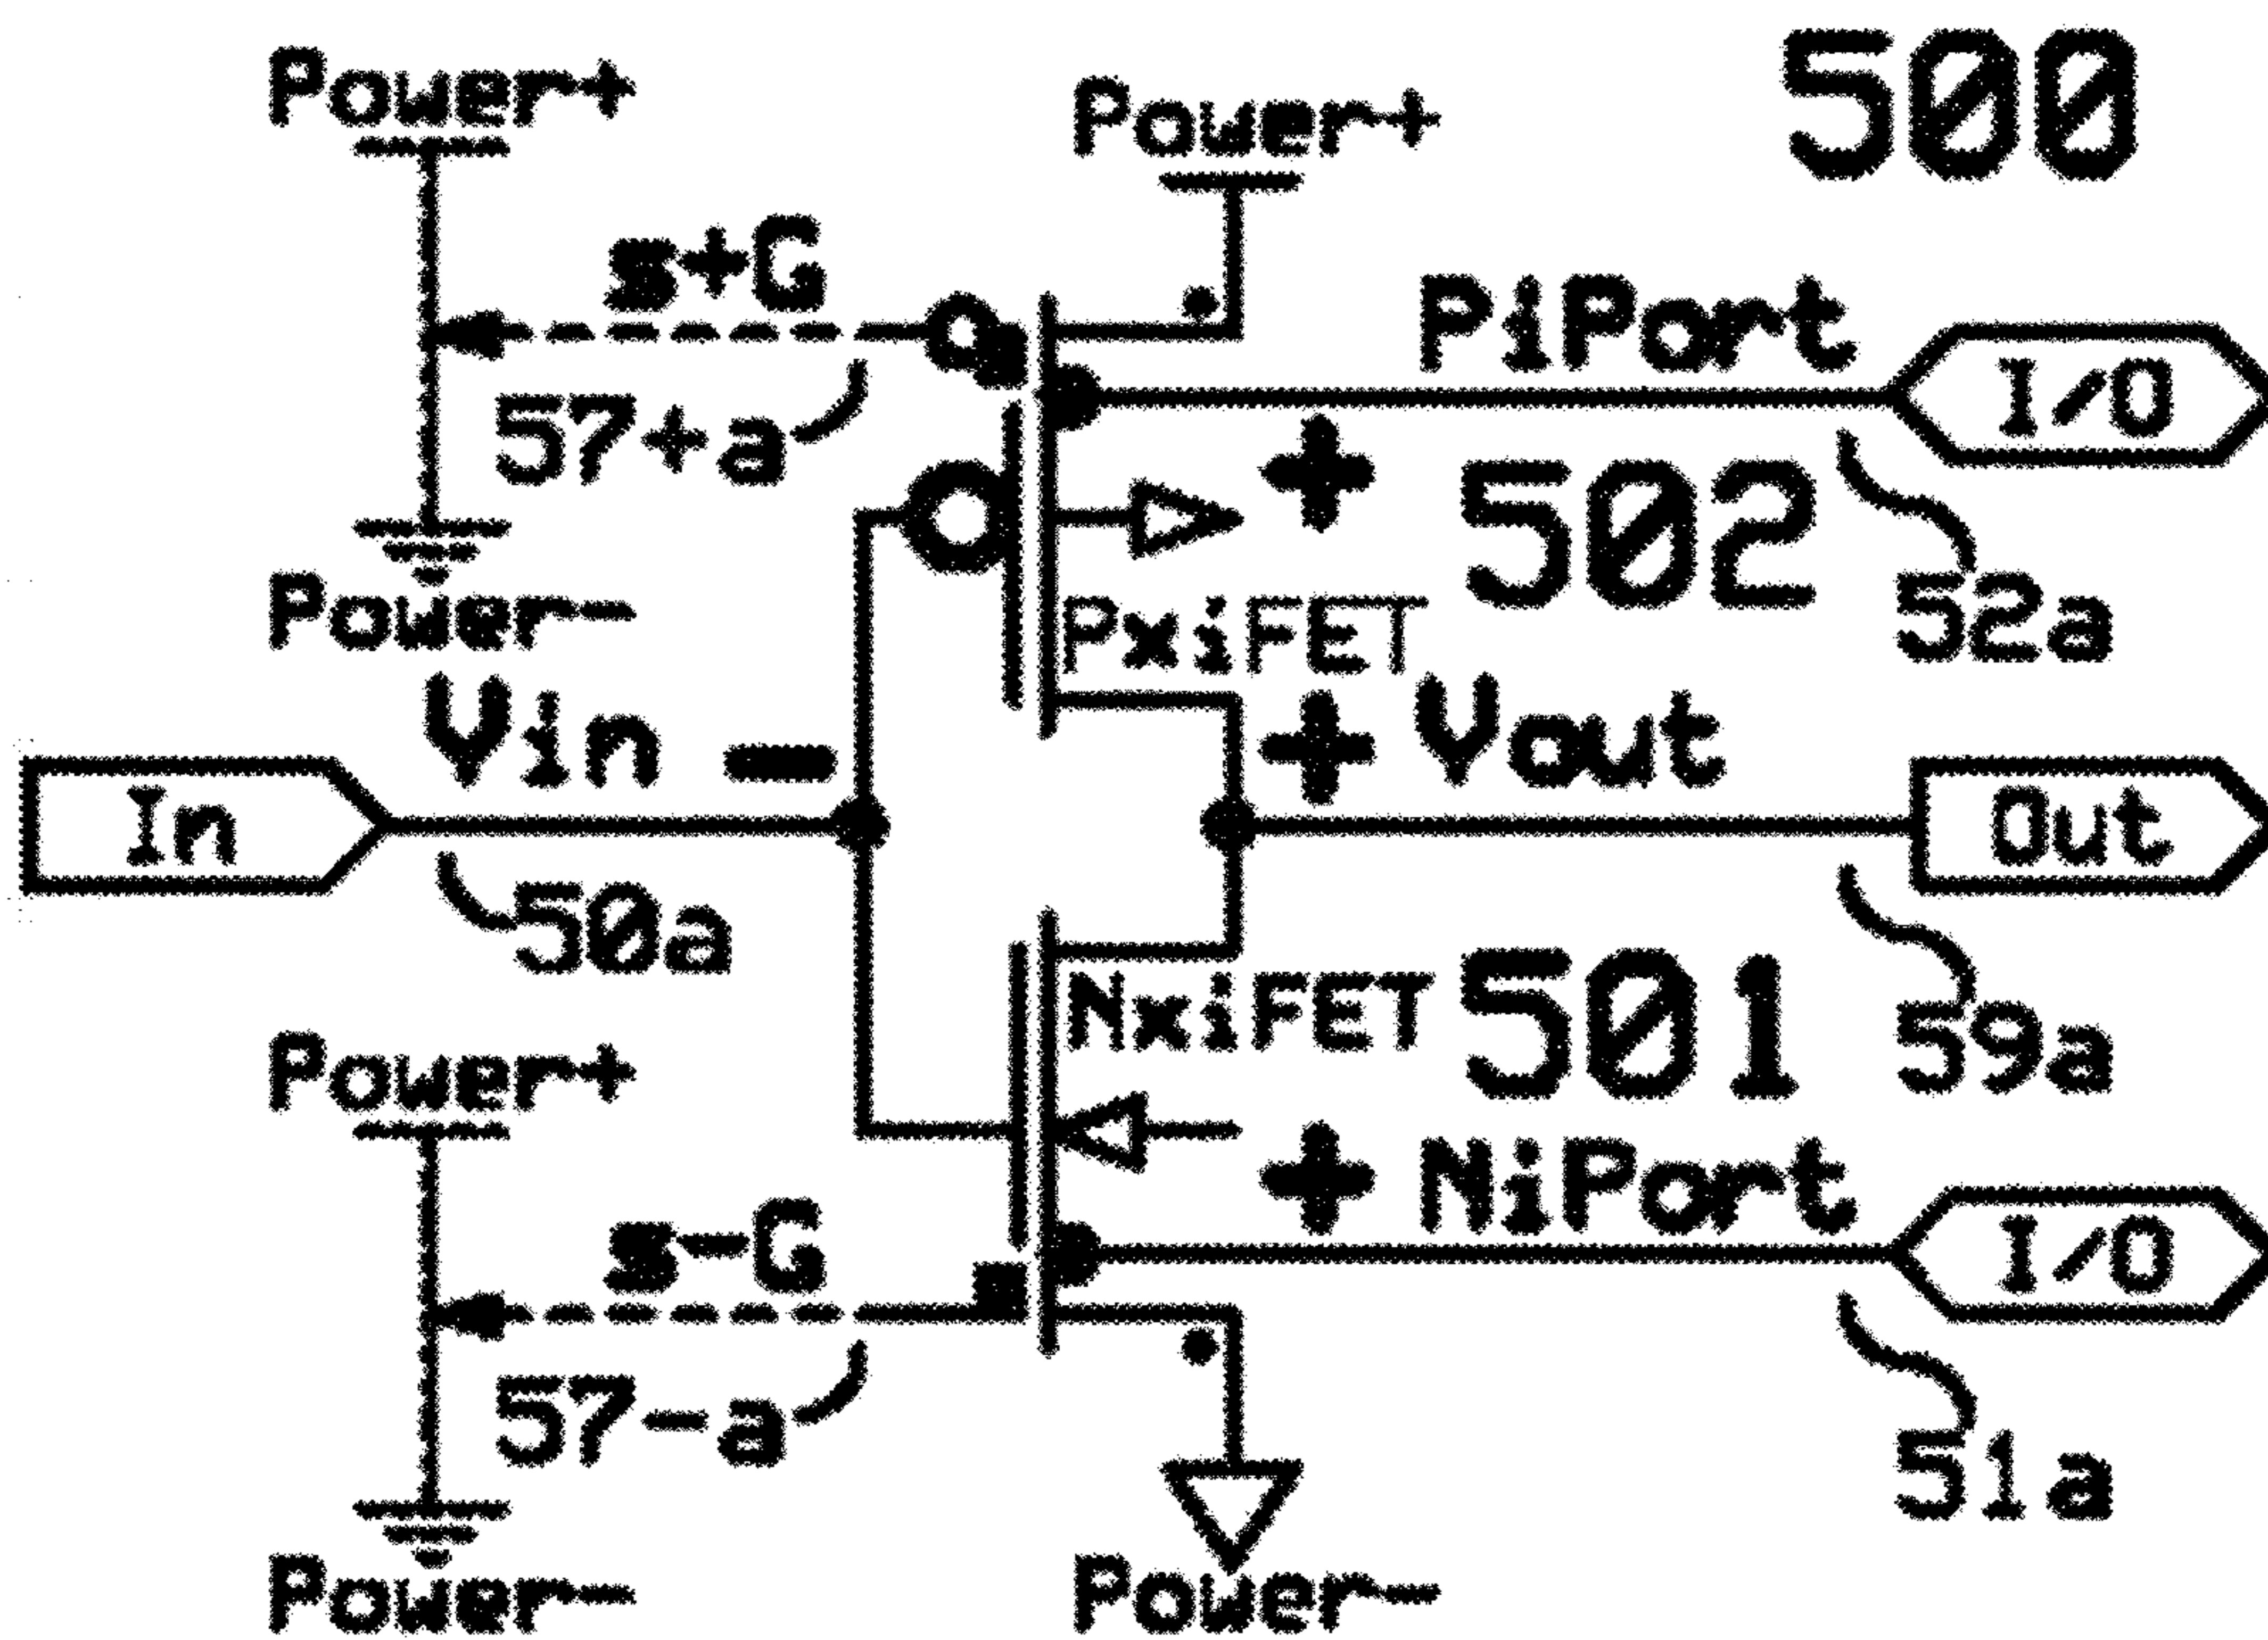 Power+
Power+
500
s+G
PiPort
I/O
57+a
+
502
Power-
PxiFET
52a
Vin -
+ Vout
In
Out
50a
NxiFET
501
59a
Power+
+ NiPort
s-G
I/O
57-a
51a
Power-
Power-